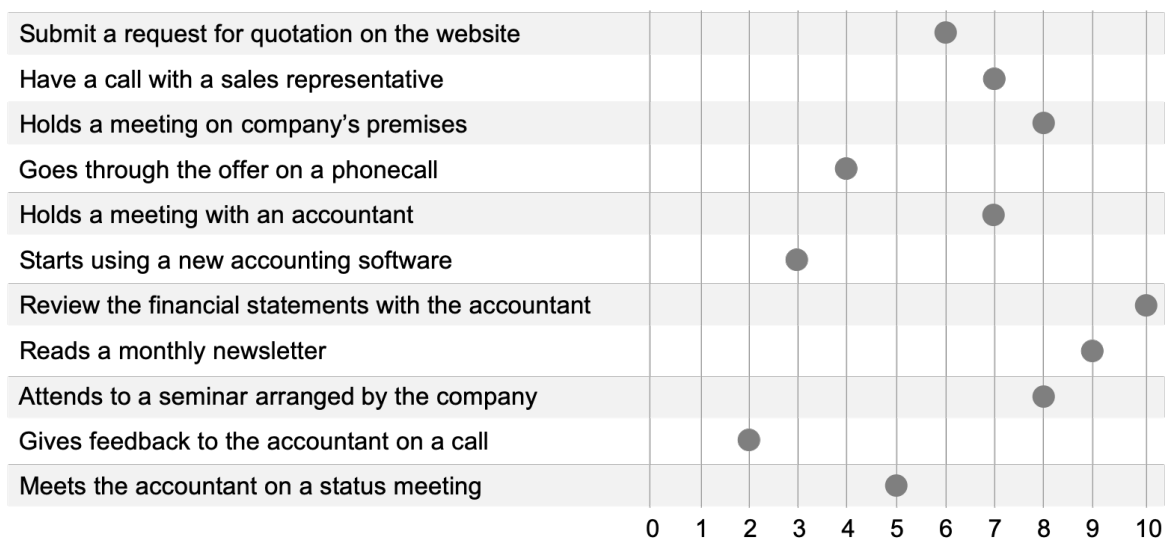 Submit a request for quotation on the website
Have a call with a sales representative
Holds a meeting on company’s premises
Goes through the offer on a phonecall
Holds a meeting with an accountant
Starts using a new accounting software
Review the financial statements with the accountant
Reads a monthly newsletter
Attends to a seminar arranged by the company
Gives feedback to the accountant on a call
Meets the accountant on a status meeting
0 1 2 3 4 5 6 7 8 9 10